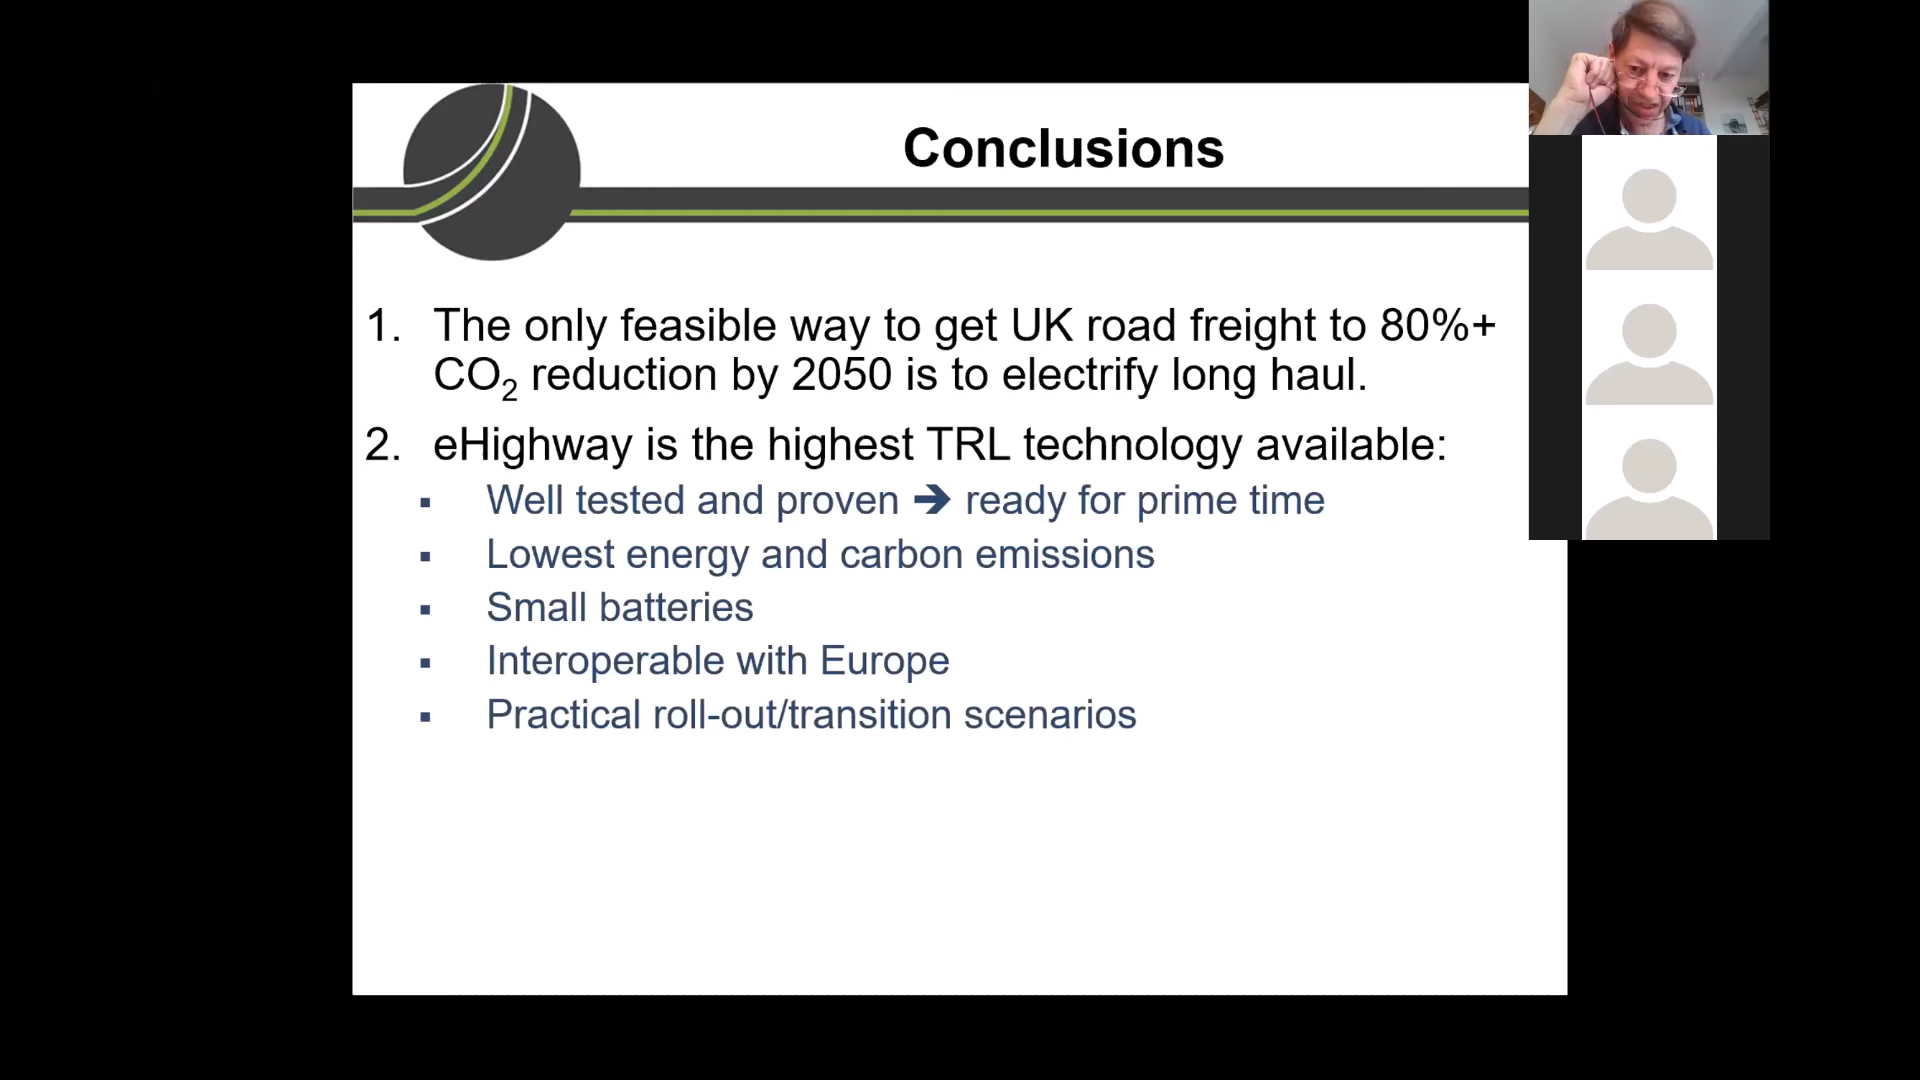 Conclusions
1. The only feasible way to get UK road freight to 80%+
CO₂ reduction by 2050 is to electrify long haul.
2. eHighway is the highest TRL technology available:
▪ Well tested and proven ➔ ready for prime time
▪ Lowest energy and carbon emissions
▪ Small batteries
▪ Interoperable with Europe
▪ Practical roll-out/transition scenarios